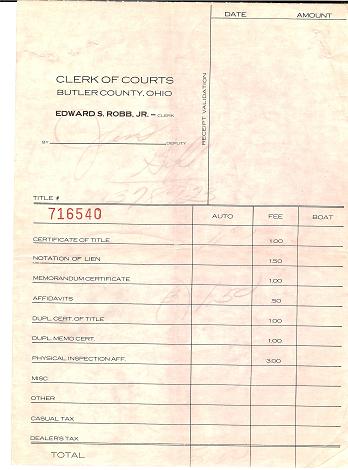 DATE AMOUNT
CLERK OF COURTS
BUTLER COUNTY, OHIO
EDWARD S. ROBB, JR. – CLERK
BY DEPUTY
RECEIPT VALIDATION
TITLE #
716540 AUTO FEE BOAT
CERTIFICATE OF TITLE 1.00
NOTATION OF LIEN 1.50
MEMORANDUM CERTIFICATE 1.00
AFFIDAVITS .50
DUPL. CERT. OF TITLE 1.00
DUPL. MEMO CERT. 1.00
PHYSICAL INSPECTION AFF. 3.00
MISC
OTHER
CASUAL TAX
DEALER'S TAX
TOTAL